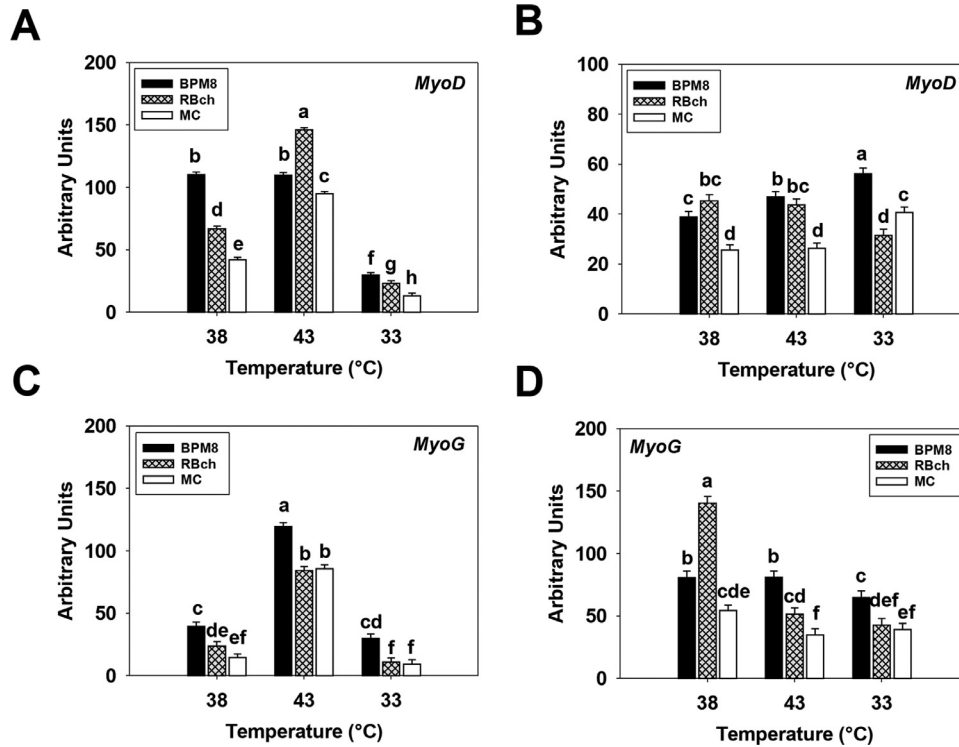 A
200
150
100
50
0
Arbitrary Units
BPM8
RBch
MC
MyoD
b
d
e
b
a
c
f
g
h
38
43
33
Temperature (°C)
B
100
80
60
40
20
0
Arbitrary Units
BPM8
RBch
MC
MyoD
c
bc
d
b
bc
d
a
d
c
38
43
33
Temperature (°C)
C
200
150
100
50
0
Arbitrary Units
BPM8
RBch
MC
MyoG
c
de
ef
a
b
b
cd
f
f
38
43
33
Temperature (°C)
D
200
150
100
50
0
Arbitrary Units
MyoG
BPM8
RBch
MC
b
a
cde
b
cd
f
c
def
ef
38
43
33
Temperature (°C)